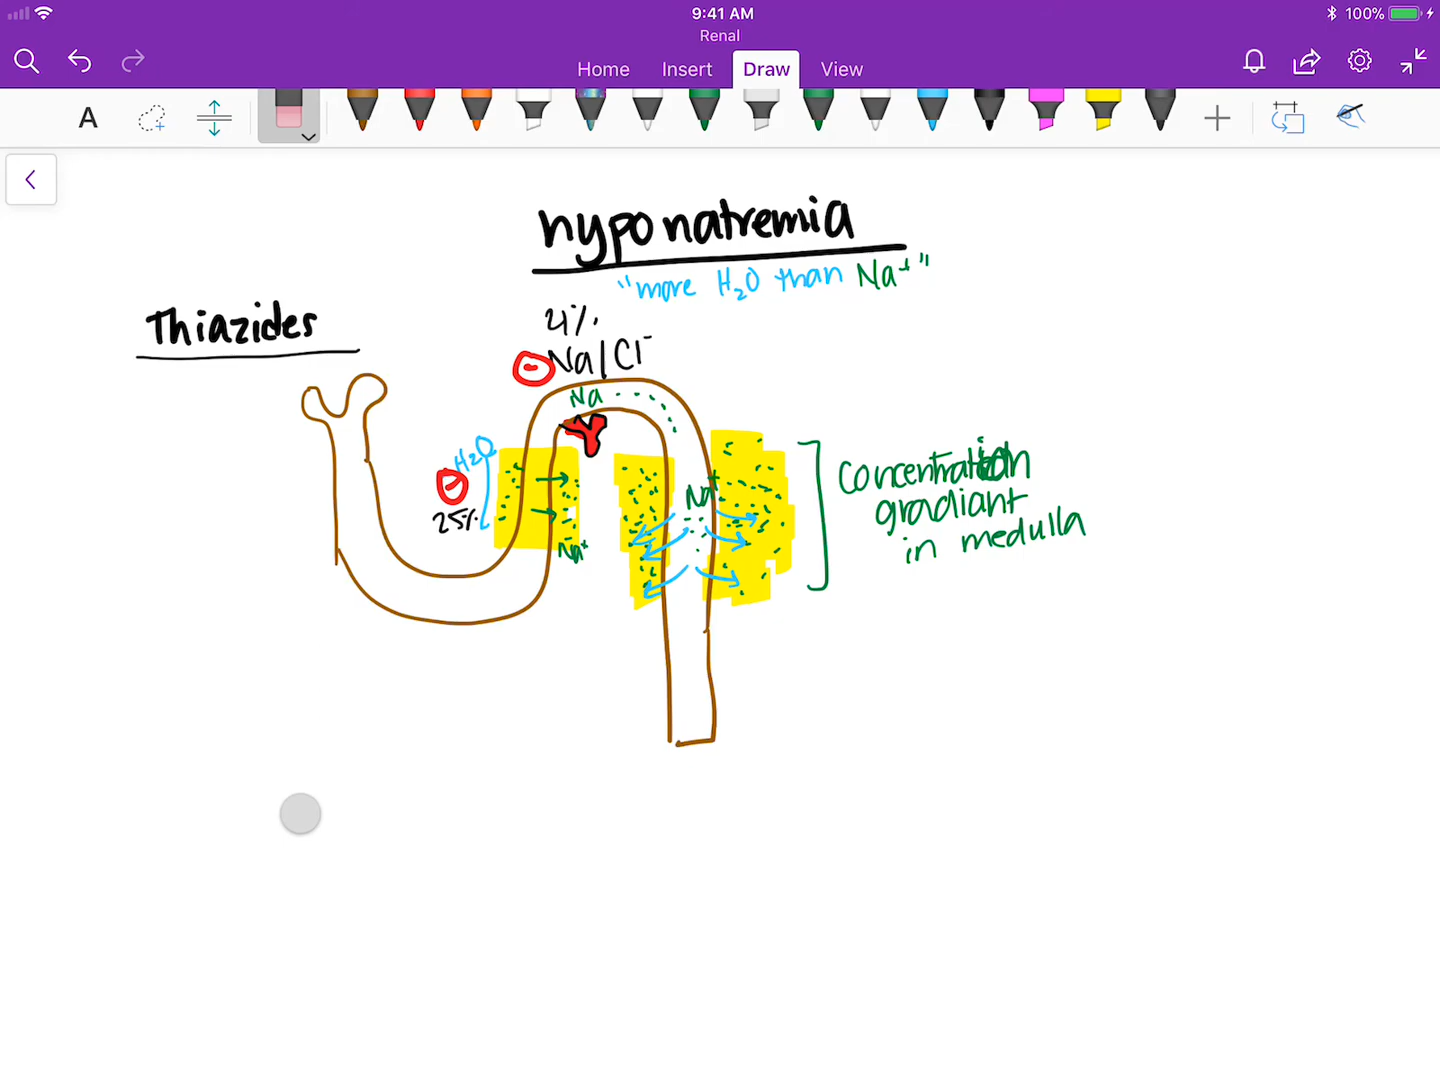 9:41 AM
100%
Renal
Home Insert Draw View
A
hyponatremia
"more H₂O than Na⁺"
Thiazides
4%
Na/Cl⁻
Na
H₂O
25%
Na⁺
Na⁺
concentration
gradiant
in medulla